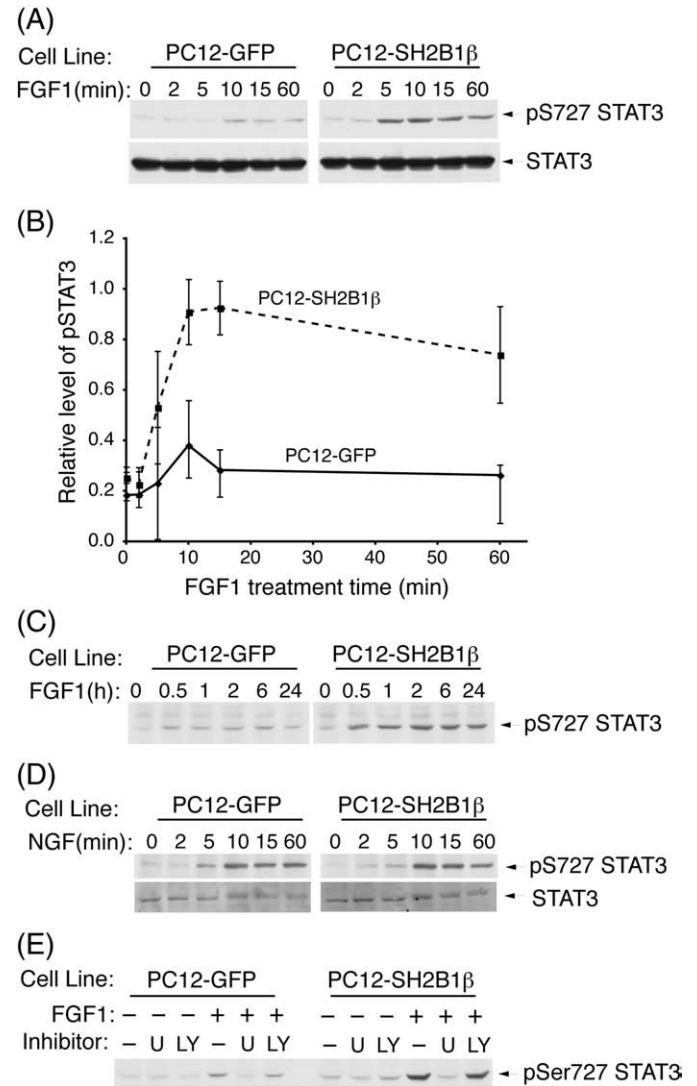 (A)
Cell Line: PC12-GFP PC12-SH2B1β
FGF1(min): 0 2 5 10 15 60 0 2 5 10 15 60
pS727 STAT3
STAT3
(B)
1.2
1.0
0.8
0.6
0.4
0.2
0.0
Relative level of pSTAT3
PC12-SH2B1β
PC12-GFP
0 10 20 30 40 50 60
FGF1 treatment time (min)
(C)
Cell Line: PC12-GFP PC12-SH2B1β
FGF1(h): 0 0.5 1 2 6 24 0 0.5 1 2 6 24
pS727 STAT3
(D)
Cell Line: PC12-GFP PC12-SH2B1β
NGF(min): 0 2 5 10 15 60 0 2 5 10 15 60
pS727 STAT3
STAT3
(E)
Cell Line: PC12-GFP PC12-SH2B1β
FGF1: − − − + + + − − − + + +
Inhibitor: − U LY − U LY − U LY − U LY
pSer727 STAT3